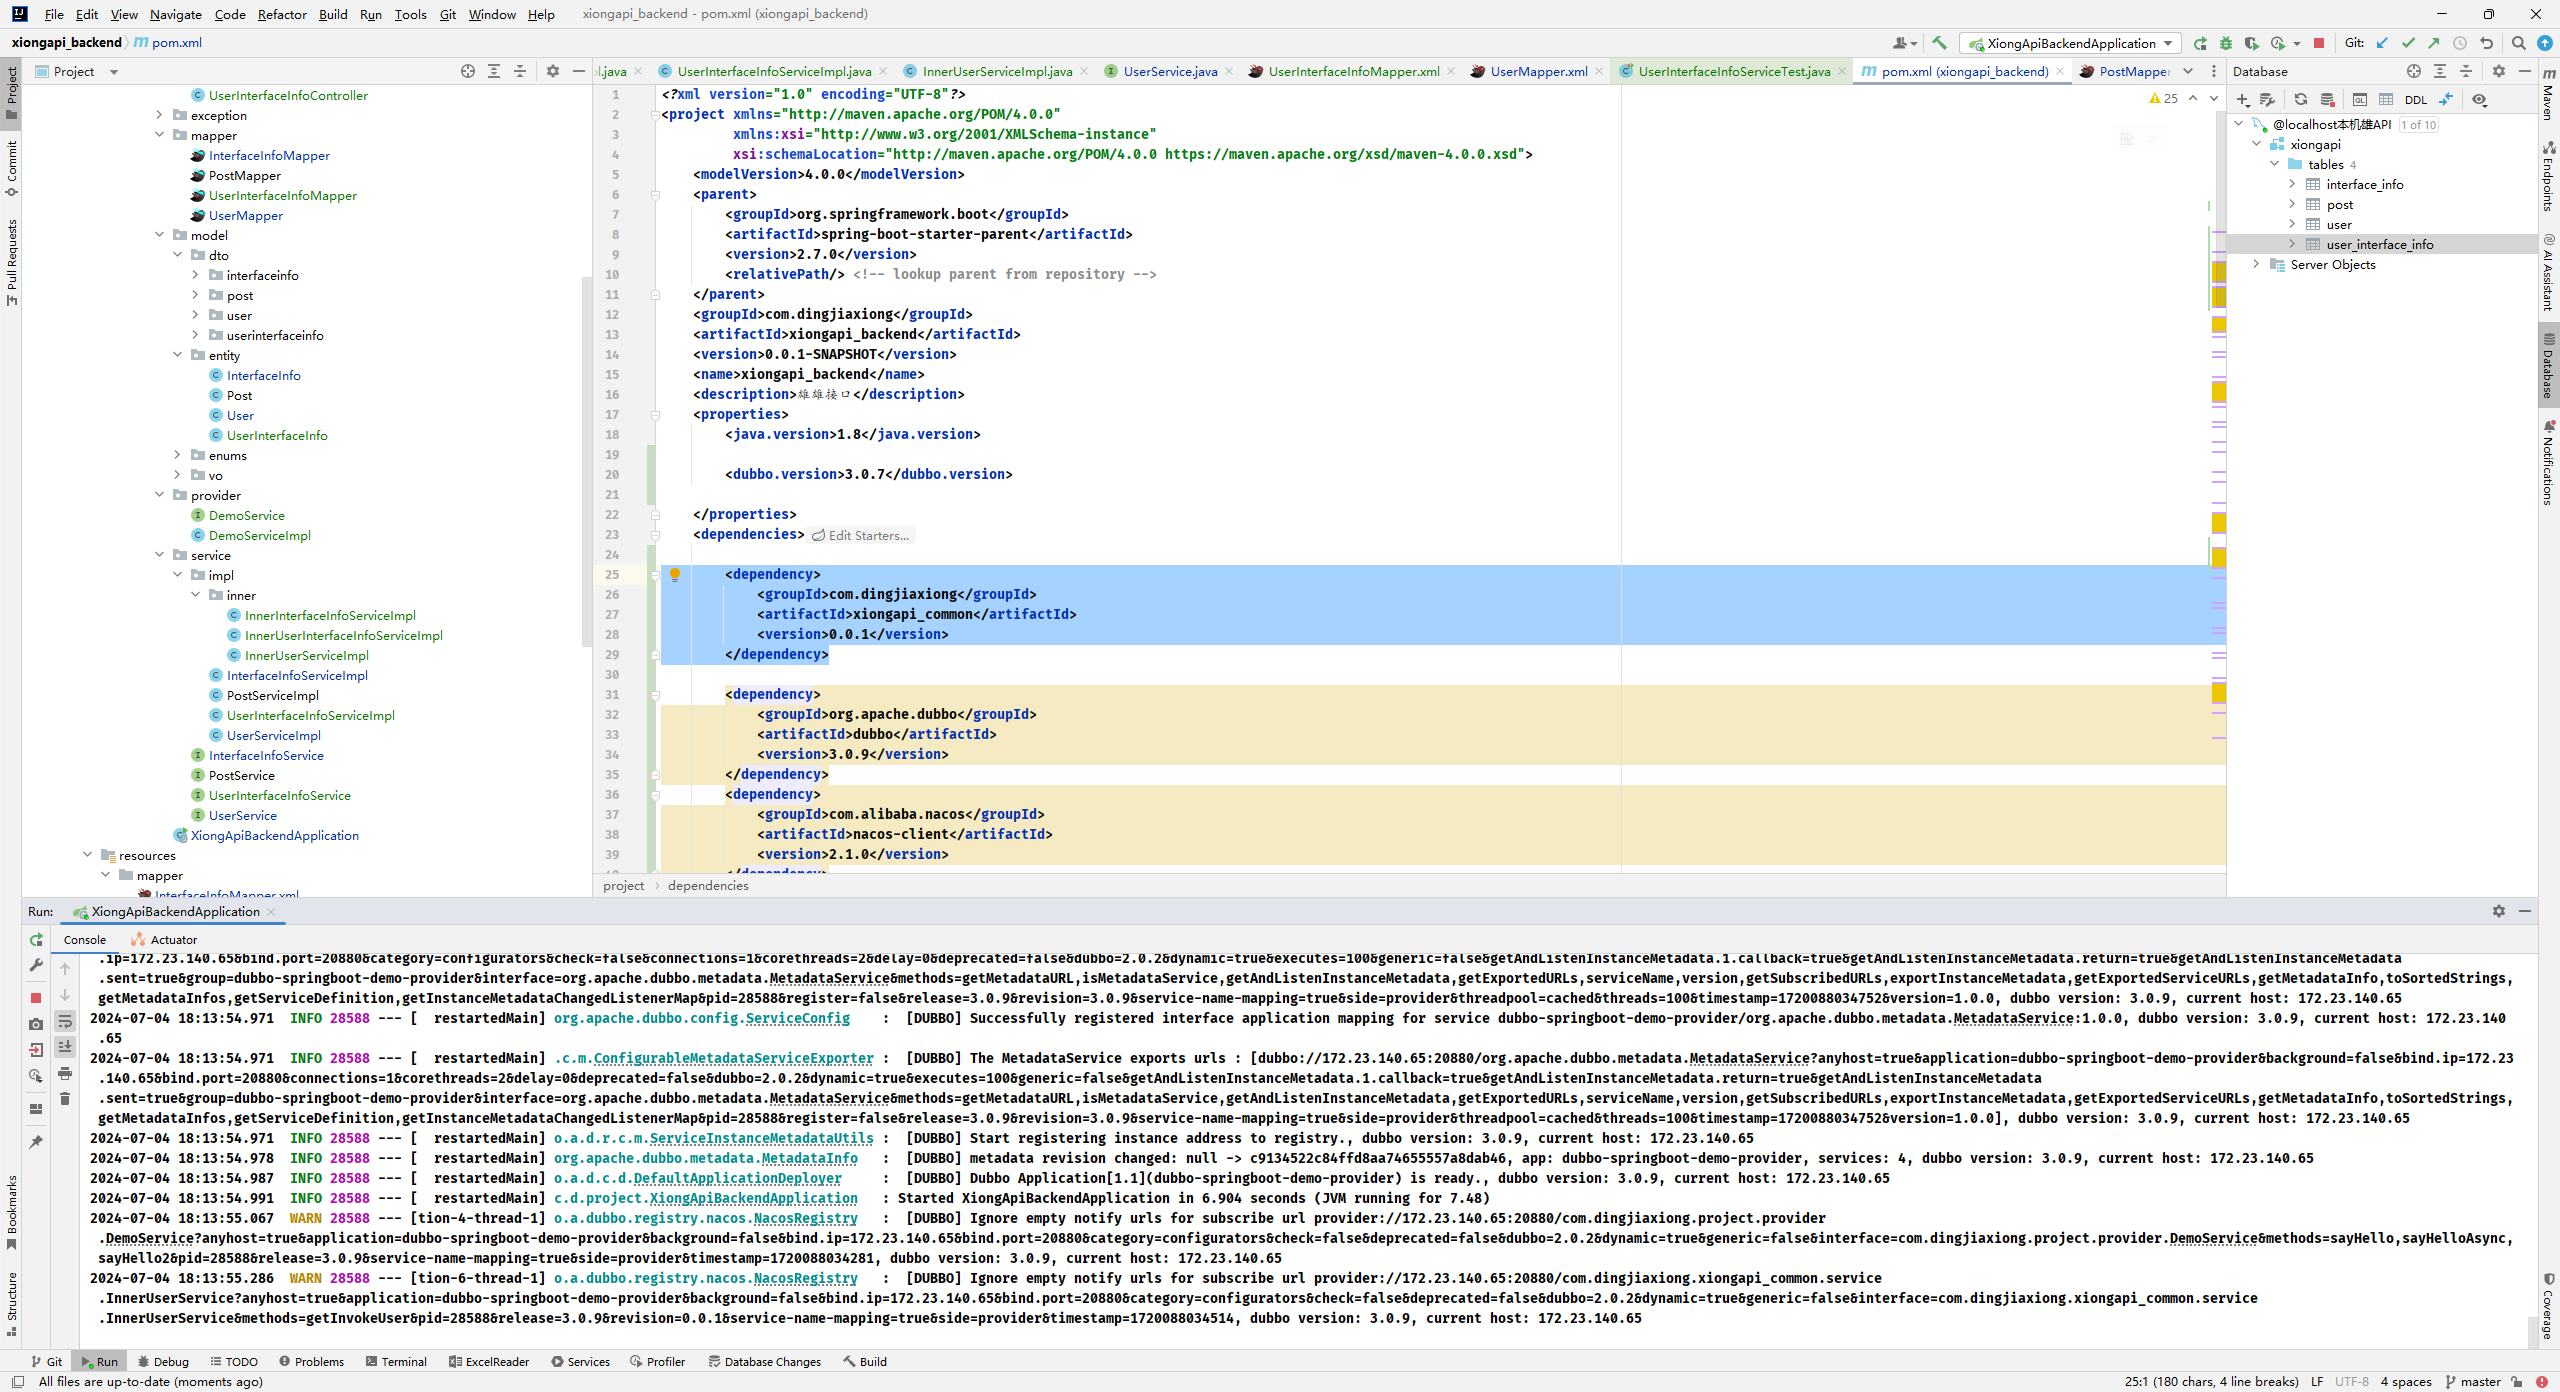 File Edit View Navigate Code Refactor Build Run Tools Git Window Help xiongapi_backend - pom.xml (xiongapi_backend)
xiongapi_backend pom.xml
XiongApiBackendApplication Git:
Project
ol.java UserInterfaceInfoServiceImpl.java InnerUserServiceImpl.java UserService.java UserInterfaceInfoMapper.xml UserMapper.xml UserInterfaceInfoServiceTest.java pom.xml (xiongapi_backend) PostMapper
Database
DDL
Project
Commit
Pull Requests
Bookmarks
Structure
UserInterfaceInfoController
exception
mapper
InterfaceInfoMapper
PostMapper
UserInterfaceInfoMapper
UserMapper
model
dto
interfaceinfo
post
user
userinterfaceinfo
entity
InterfaceInfo
Post
User
UserInterfaceInfo
enums
vo
provider
DemoService
DemoServiceImpl
service
impl
inner
InnerInterfaceInfoServiceImpl
InnerUserInterfaceInfoServiceImpl
InnerUserServiceImpl
InterfaceInfoServiceImpl
PostServiceImpl
UserInterfaceInfoServiceImpl
UserServiceImpl
InterfaceInfoService
PostService
UserInterfaceInfoService
UserService
XiongApiBackendApplication
resources
mapper
InterfaceInfoMapper.xml
25
1 <?xml version="1.0" encoding="UTF-8"?>
2 <project xmlns="http://maven.apache.org/POM/4.0.0"
3 xmlns:xsi="http://www.w3.org/2001/XMLSchema-instance"
4 xsi:schemaLocation="http://maven.apache.org/POM/4.0.0 https://maven.apache.org/xsd/maven-4.0.0.xsd">
5 <modelVersion>4.0.0</modelVersion>
6 <parent>
7 <groupId>org.springframework.boot</groupId>
8 <artifactId>spring-boot-starter-parent</artifactId>
9 <version>2.7.0</version>
10 <relativePath/> <!-- lookup parent from repository -->
11 </parent>
12 <groupId>com.dingjiaxiong</groupId>
13 <artifactId>xiongapi_backend</artifactId>
14 <version>0.0.1-SNAPSHOT</version>
15 <name>xiongapi_backend</name>
16 <description>雄雄接口</description>
17 <properties>
18 <java.version>1.8</java.version>
19
20 <dubbo.version>3.0.7</dubbo.version>
21
22 </properties>
23 <dependencies> Edit Starters...
24
25 <dependency>
26 <groupId>com.dingjiaxiong</groupId>
27 <artifactId>xiongapi_common</artifactId>
28 <version>0.0.1</version>
29 </dependency>
30
31 <dependency>
32 <groupId>org.apache.dubbo</groupId>
33 <artifactId>dubbo</artifactId>
34 <version>3.0.9</version>
35 </dependency>
36 <dependency>
37 <groupId>com.alibaba.nacos</groupId>
38 <artifactId>nacos-client</artifactId>
39 <version>2.1.0</version>
</dependency>
project dependencies
@localhost本机雄API 1 of 10
xiongapi
tables 4
interface_info
post
user
user_interface_info
Server Objects
Maven
Endpoints
AI Assistant
Database
Notifications
Coverage
Run: XiongApiBackendApplication
Console Actuator
.ip=172.23.140.65&bind.port=20880&category=configurators&check=false&connections=1&corethreads=2&delay=0&deprecated=false&dubbo=2.0.2&dynamic=true&executes=100&generic=false&getAndListenInstanceMetadata.1.callback=true&getAndListenInstanceMetadata.return=true&getAndListenInstanceMetadata
.sent=true&group=dubbo-springboot-demo-provider&interface=org.apache.dubbo.metadata.MetadataService&methods=getMetadataURL,isMetadataService,getAndListenInstanceMetadata,getExportedURLs,serviceName,version,getSubscribedURLs,exportInstanceMetadata,getExportedServiceURLs,getMetadataInfo,toSortedStrings,
getMetadataInfos,getServiceDefinition,getInstanceMetadataChangedListenerMap&pid=28588&register=false&release=3.0.9&revision=3.0.9&service-name-mapping=true&side=provider&threadpool=cached&threads=100&timestamp=1720088034752&version=1.0.0, dubbo version: 3.0.9, current host: 172.23.140.65
2024-07-04 18:13:54.971 INFO 28588 --- [ restartedMain] org.apache.dubbo.config.ServiceConfig : [DUBBO] Successfully registered interface application mapping for service dubbo-springboot-demo-provider/org.apache.dubbo.metadata.MetadataService:1.0.0, dubbo version: 3.0.9, current host: 172.23.140
.65
2024-07-04 18:13:54.971 INFO 28588 --- [ restartedMain] .c.m.ConfigurableMetadataServiceExporter : [DUBBO] The MetadataService exports urls : [dubbo://172.23.140.65:20880/org.apache.dubbo.metadata.MetadataService?anyhost=true&application=dubbo-springboot-demo-provider&background=false&bind.ip=172.23
.140.65&bind.port=20880&connections=1&corethreads=2&delay=0&deprecated=false&dubbo=2.0.2&dynamic=true&executes=100&generic=false&getAndListenInstanceMetadata.1.callback=true&getAndListenInstanceMetadata.return=true&getAndListenInstanceMetadata
.sent=true&group=dubbo-springboot-demo-provider&interface=org.apache.dubbo.metadata.MetadataService&methods=getMetadataURL,isMetadataService,getAndListenInstanceMetadata,getExportedURLs,serviceName,version,getSubscribedURLs,exportInstanceMetadata,getExportedServiceURLs,getMetadataInfo,toSortedStrings,
getMetadataInfos,getServiceDefinition,getInstanceMetadataChangedListenerMap&pid=28588&register=false&release=3.0.9&revision=3.0.9&service-name-mapping=true&side=provider&threadpool=cached&threads=100&timestamp=1720088034752&version=1.0.0], dubbo version: 3.0.9, current host: 172.23.140.65
2024-07-04 18:13:54.971 INFO 28588 --- [ restartedMain] o.a.d.r.c.m.ServiceInstanceMetadataUtils : [DUBBO] Start registering instance address to registry., dubbo version: 3.0.9, current host: 172.23.140.65
2024-07-04 18:13:54.978 INFO 28588 --- [ restartedMain] org.apache.dubbo.metadata.MetadataInfo : [DUBBO] metadata revision changed: null -> c9134522c84ffd8aa74655557a8dab46, app: dubbo-springboot-demo-provider, services: 4, dubbo version: 3.0.9, current host: 172.23.140.65
2024-07-04 18:13:54.987 INFO 28588 --- [ restartedMain] o.a.d.c.d.DefaultApplicationDeployer : [DUBBO] Dubbo Application[1.1](dubbo-springboot-demo-provider) is ready., dubbo version: 3.0.9, current host: 172.23.140.65
2024-07-04 18:13:54.991 INFO 28588 --- [ restartedMain] c.d.project.XiongApiBackendApplication : Started XiongApiBackendApplication in 6.904 seconds (JVM running for 7.48)
2024-07-04 18:13:55.067 WARN 28588 --- [tion-4-thread-1] o.a.dubbo.registry.nacos.NacosRegistry : [DUBBO] Ignore empty notify urls for subscribe url provider://172.23.140.65:20880/com.dingjiaxiong.project.provider
.DemoService?anyhost=true&application=dubbo-springboot-demo-provider&background=false&bind.ip=172.23.140.65&bind.port=20880&category=configurators&check=false&deprecated=false&dubbo=2.0.2&dynamic=true&generic=false&interface=com.dingjiaxiong.project.provider.DemoService&methods=sayHello,sayHelloAsync,
sayHello2&pid=28588&release=3.0.9&service-name-mapping=true&side=provider&timestamp=1720088034281, dubbo version: 3.0.9, current host: 172.23.140.65
2024-07-04 18:13:55.286 WARN 28588 --- [tion-6-thread-1] o.a.dubbo.registry.nacos.NacosRegistry : [DUBBO] Ignore empty notify urls for subscribe url provider://172.23.140.65:20880/com.dingjiaxiong.xiongapi_common.service
.InnerUserService?anyhost=true&application=dubbo-springboot-demo-provider&background=false&bind.ip=172.23.140.65&bind.port=20880&category=configurators&check=false&deprecated=false&dubbo=2.0.2&dynamic=true&generic=false&interface=com.dingjiaxiong.xiongapi_common.service
.InnerUserService&methods=getInvokeUser&pid=28588&release=3.0.9&revision=0.0.1&service-name-mapping=true&side=provider&timestamp=1720088034514, dubbo version: 3.0.9, current host: 172.23.140.65
Git Run Debug TODO Problems Terminal ExcelReader Services Profiler Database Changes Build
All files are up-to-date (moments ago) 25:1 (180 chars, 4 line breaks) LF UTF-8 4 spaces master